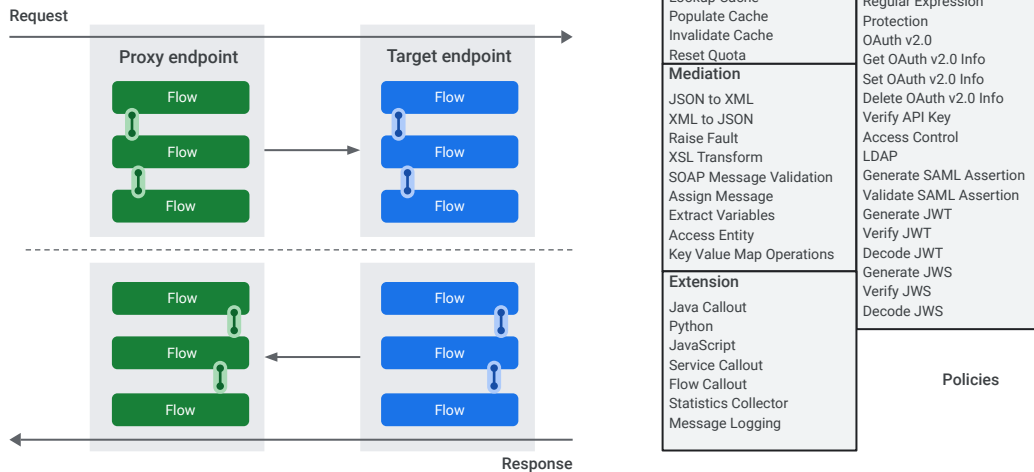 Request
Proxy endpoint
Target endpoint
Flow
Flow
Flow
Flow
Flow
Flow
Flow
Flow
Flow
Flow
Flow
Flow
Response
Lookup Cache
Populate Cache
Invalidate Cache
Reset Quota
Mediation
JSON to XML
XML to JSON
Raise Fault
XSL Transform
SOAP Message Validation
Assign Message
Extract Variables
Access Entity
Key Value Map Operations
Extension
Java Callout
Python
JavaScript
Service Callout
Flow Callout
Statistics Collector
Message Logging
Regular Expression
Protection
OAuth v2.0
Get OAuth v2.0 Info
Set OAuth v2.0 Info
Delete OAuth v2.0 Info
Verify API Key
Access Control
LDAP
Generate SAML Assertion
Validate SAML Assertion
Generate JWT
Verify JWT
Decode JWT
Generate JWS
Verify JWS
Decode JWS
Policies